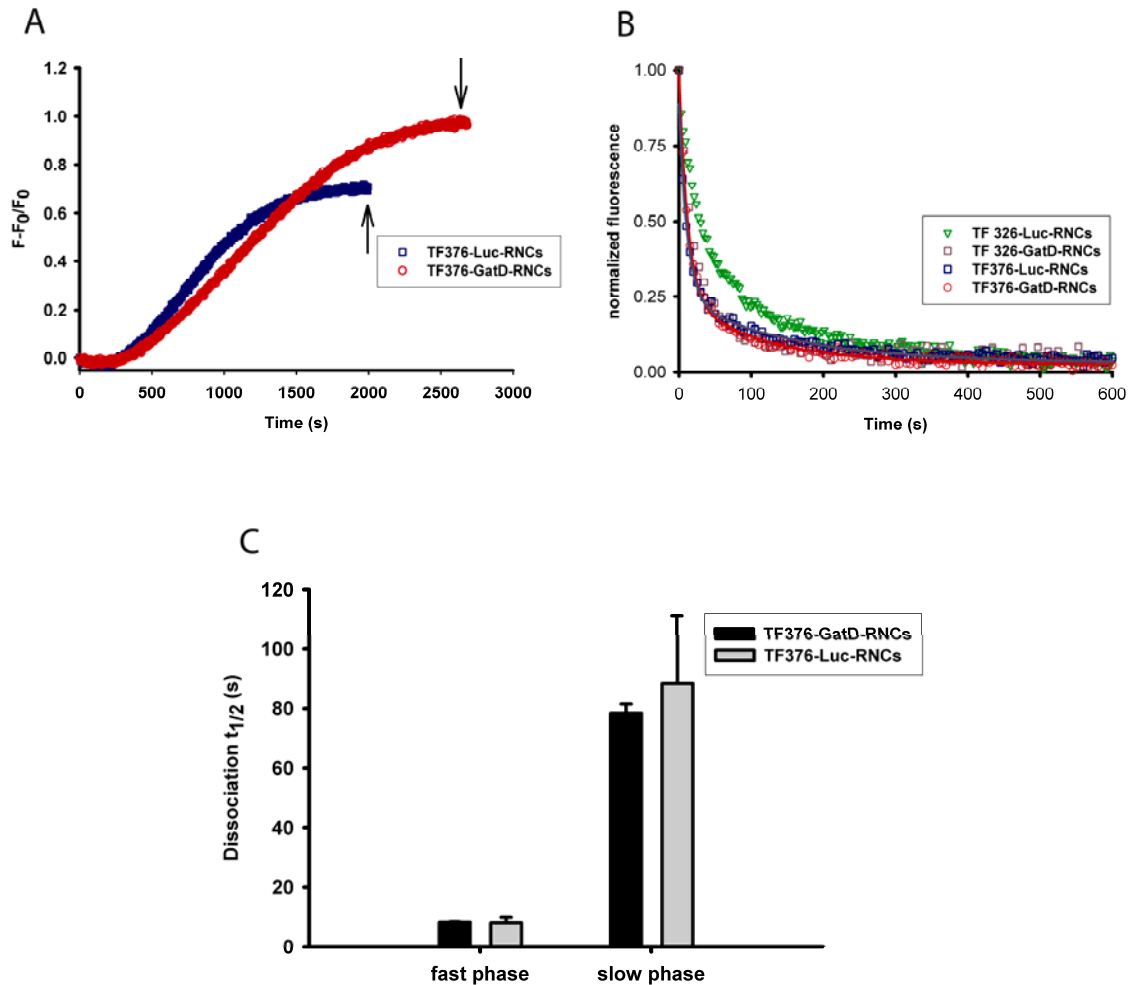 A
F-F0/F0
1.2
1.0
0.8
0.6
0.4
0.2
0.0
0 500 1000 1500 2000 2500 3000
Time (s)
TF376-Luc-RNCs
TF376-GatD-RNCs
B
normalized fluorescence
1.00
0.75
0.50
0.25
0.00
0 100 200 300 400 500 600
Time (s)
TF 326-Luc-RNCs
TF 326-GatD-RNCs
TF376-Luc-RNCs
TF376-GatD-RNCs
C
Dissociation t1/2 (s)
120
100
80
60
40
20
0
fast phase slow phase
TF376-GatD-RNCs
TF376-Luc-RNCs